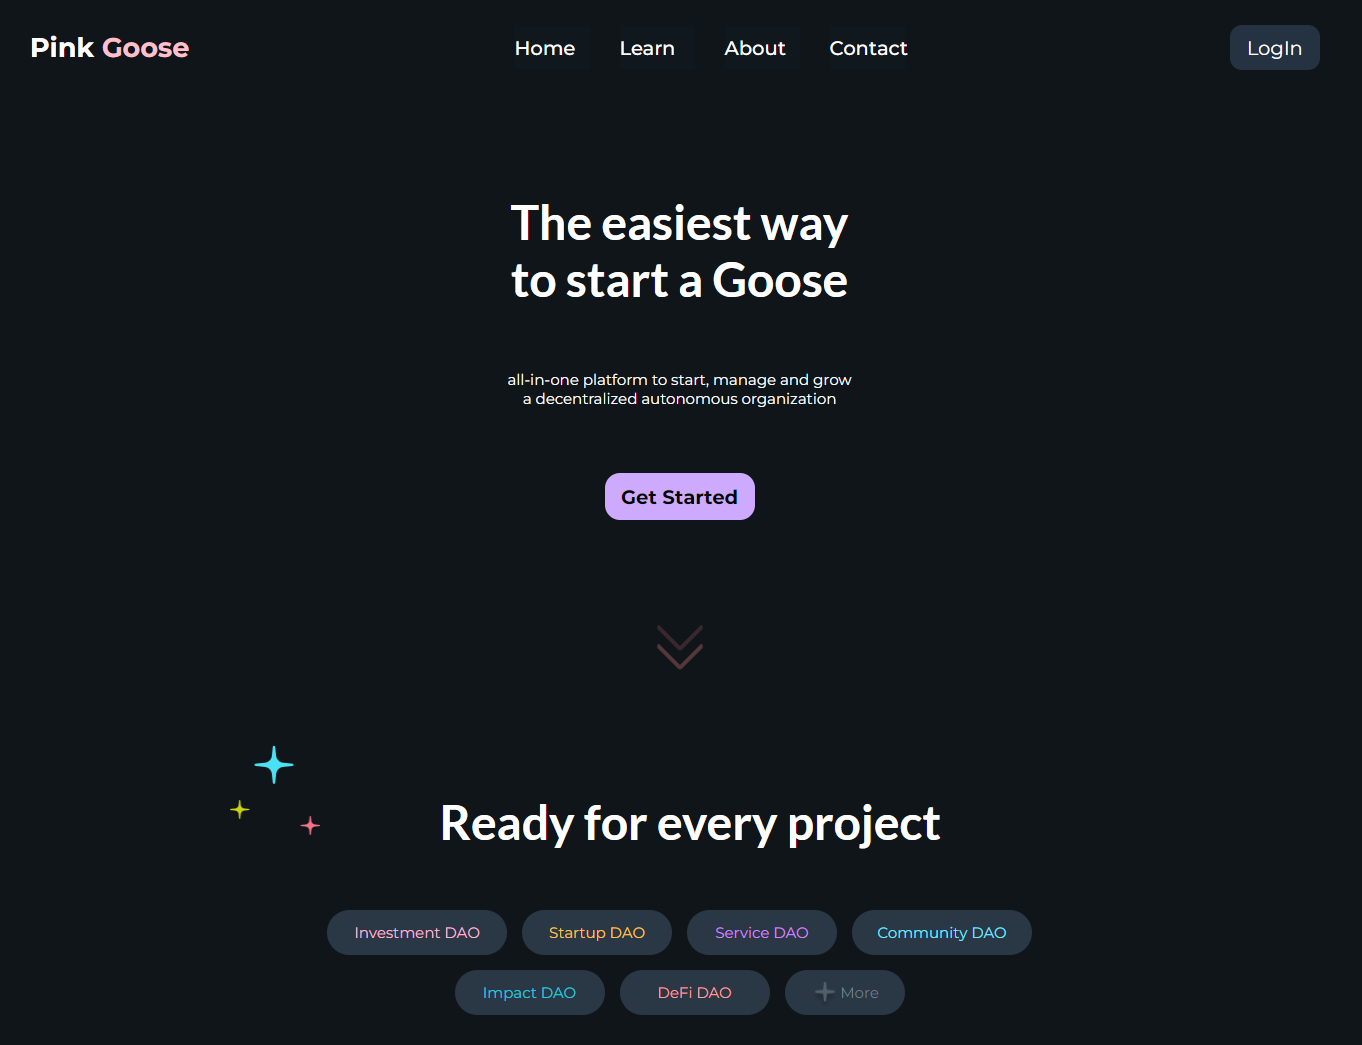 Pink Goose Home Learn About Contact LogIn
The easiest way
to start a Goose
all-in-one platform to start, manage and grow
a decentralized autonomous organization
Get Started
Ready for every project
Investment DAO Startup DAO Service DAO Community DAO
Impact DAO DeFi DAO More